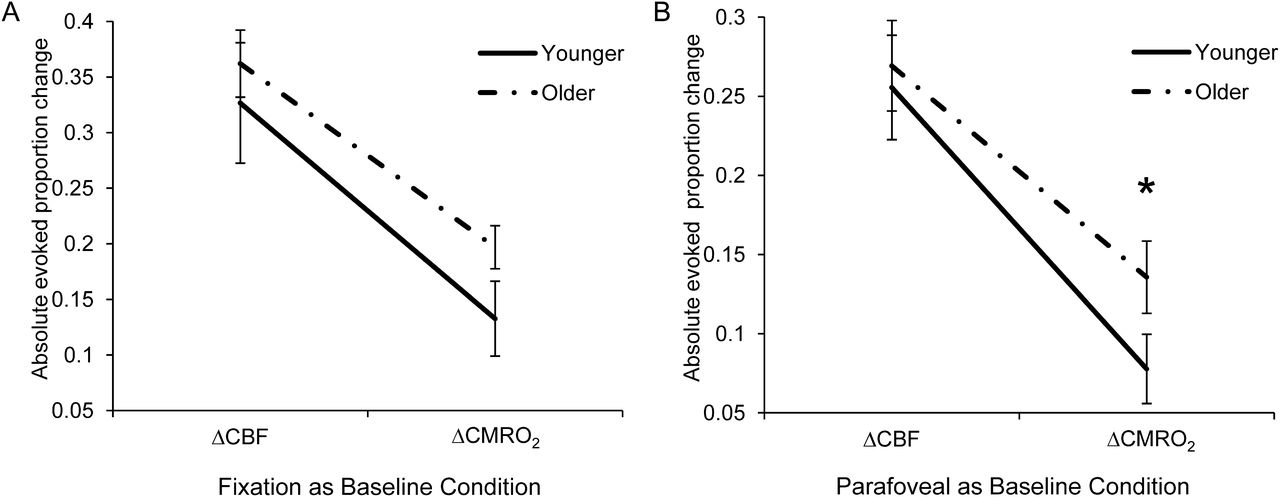 A
Absolute evoked proportion change
0.4
0.35
0.3
0.25
0.2
0.15
0.1
0.05
Younger
Older
ΔCBF
ΔCMRO₂
Fixation as Baseline Condition
B
Absolute evoked proportion change
0.3
0.25
0.2
0.15
0.1
0.05
Younger
Older
*
ΔCBF
ΔCMRO₂
Parafoveal as Baseline Condition